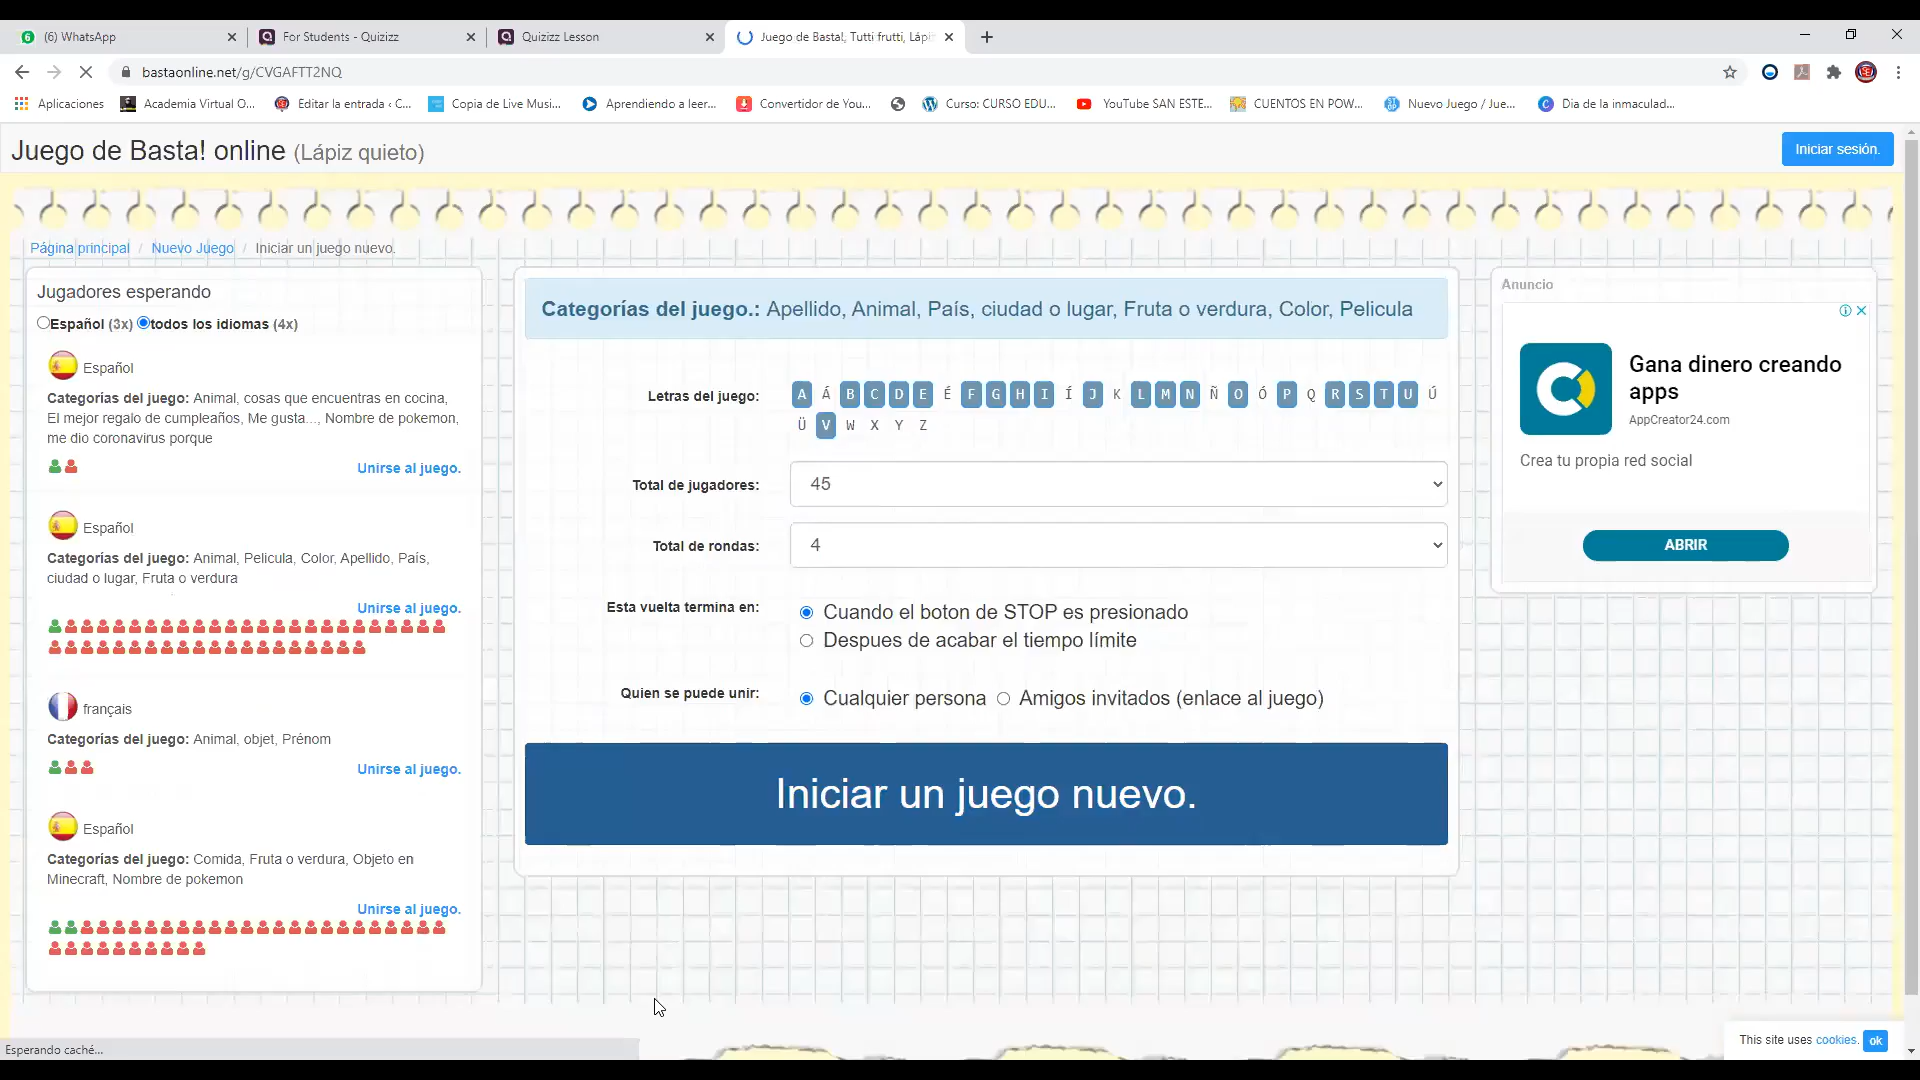 (6) WhatsApp
For Students - Quizizz
Quizizz Lesson
Juego de Basta!, Tutti frutti, Lápi
bastaonline.net/g/CVGAFTT2NQ
Aplicaciones
Academia Virtual O...
Editar la entrada ‹ C...
Copia de Live Musi...
Aprendiendo a leer...
Convertidor de You...
Curso: CURSO EDU...
YouTube SAN ESTE...
CUENTOS EN POW...
Nuevo Juego / Jue...
Dia de la inmaculad...
Juego de Basta! online (Lápiz quieto)
Iniciar sesión.
Página principal / Nuevo Juego / Iniciar un juego nuevo.
Jugadores esperando
Español (3x) todos los idiomas (4x)
Español
Categorías del juego: Animal, cosas que encuentras en cocina,
El mejor regalo de cumpleaños, Me gusta..., Nombre de pokemon,
me dio coronavirus porque
Unirse al juego.
Español
Categorías del juego: Animal, Pelicula, Color, Apellido, País,
ciudad o lugar, Fruta o verdura
Unirse al juego.
français
Categorías del juego: Animal, objet, Prénom
Unirse al juego.
Español
Categorías del juego: Comida, Fruta o verdura, Objeto en
Minecraft, Nombre de pokemon
Unirse al juego.
Categorías del juego.: Apellido, Animal, País, ciudad o lugar, Fruta o verdura, Color, Pelicula
Letras del juego: A Á B C D E É F G H I Í J K L M N Ñ O Ó P Q R S T U Ú
Ü V W X Y Z
Total de jugadores: 45
Total de rondas: 4
Esta vuelta termina en: Cuando el boton de STOP es presionado
Despues de acabar el tiempo límite
Quien se puede unir: Cualquier persona Amigos invitados (enlace al juego)
Iniciar un juego nuevo.
Anuncio
Gana dinero creando
apps
AppCreator24.com
Crea tu propia red social
ABRIR
This site uses cookies. ok
Esperando caché...